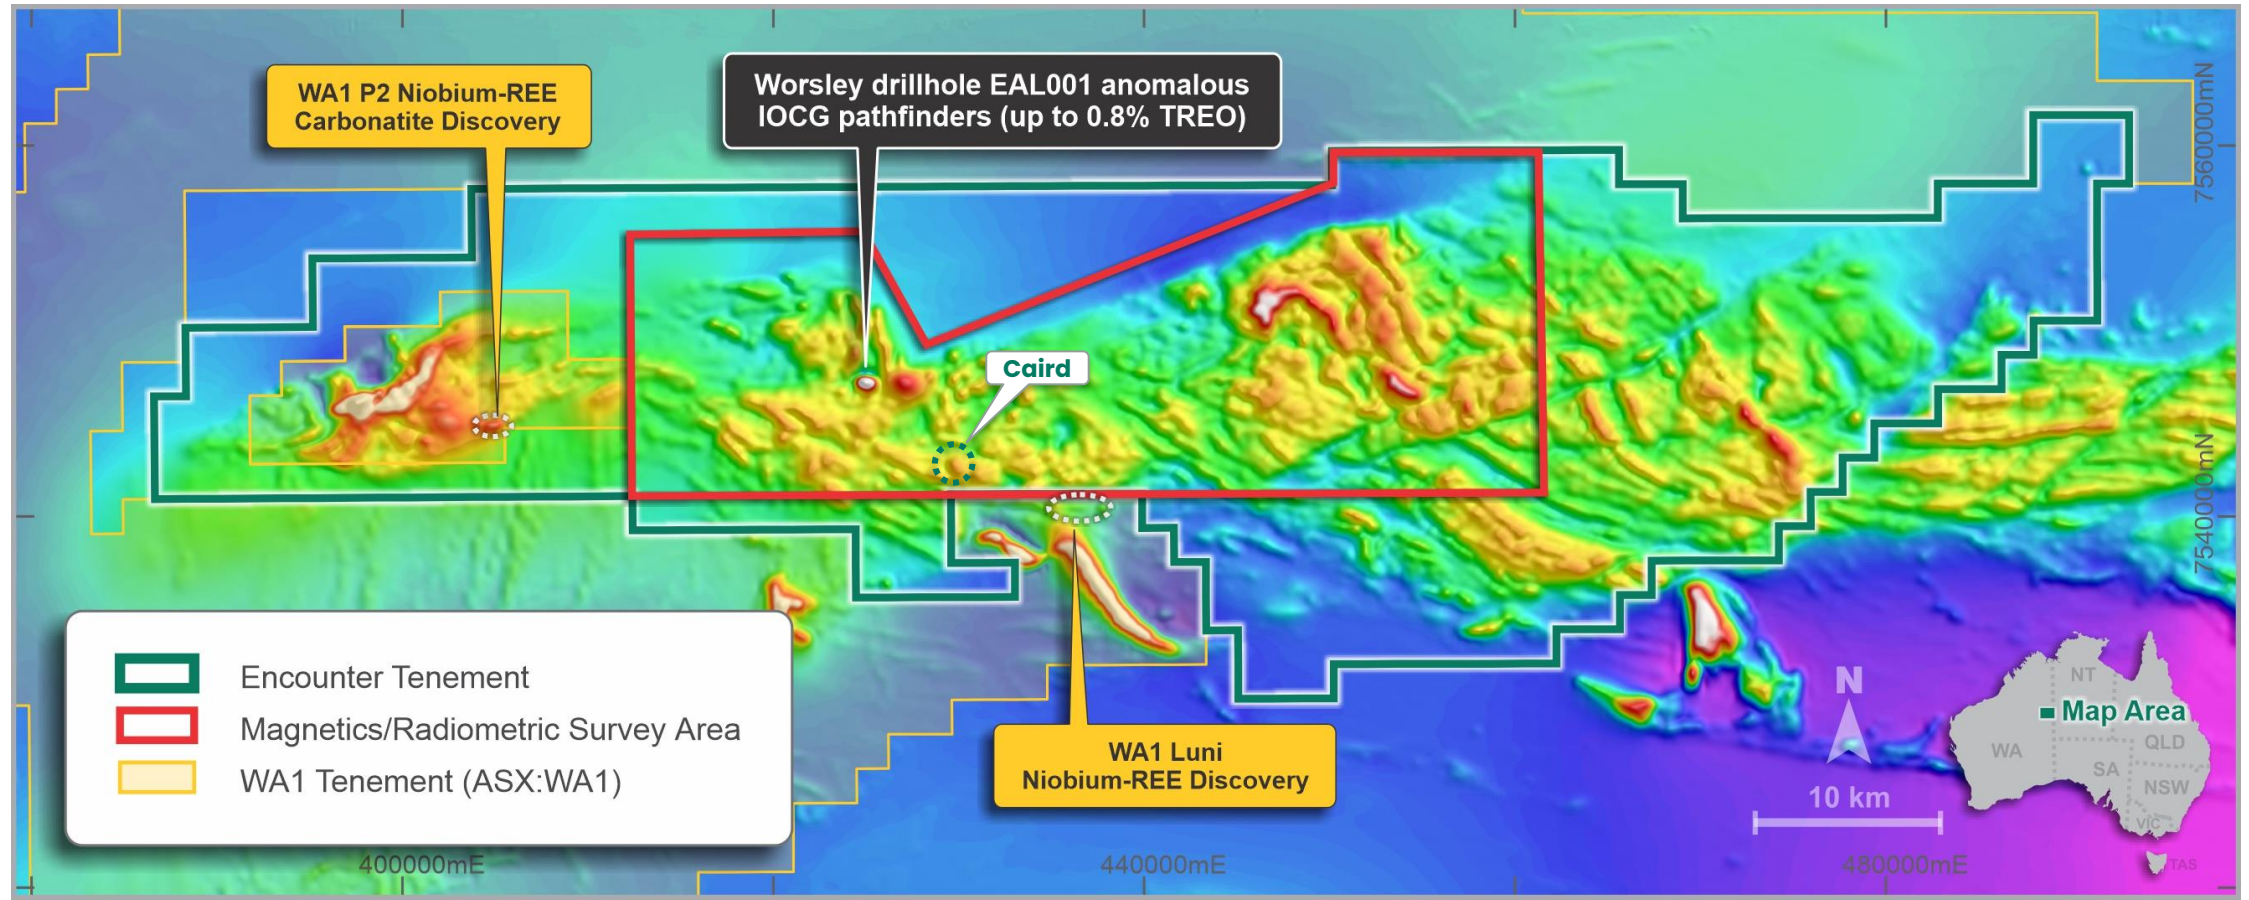 WA1 P2 Niobium-REE
Carbonatite Discovery
Worsley drillhole EAL001 anomalous
IOCG pathfinders (up to 0.8% TREO)
7560000mN
Caird
7540000mN
Encounter Tenement
Magnetics/Radiometric Survey Area
WA1 Tenement (ASX:WA1)
WA1 Luni
Niobium-REE Discovery
N
10 km
NT
Map Area
WA
QLD
SA
NSW
VIC
TAS
400000mE
440000mE
480000mE